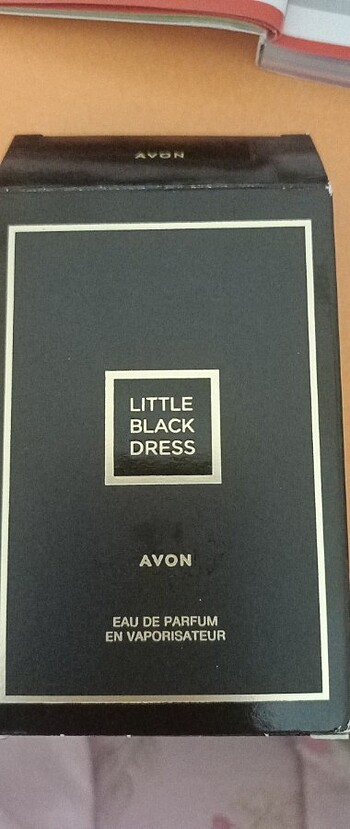 AVON
LITTLE
BLACK
DRESS
AVON
EAU DE PARFUM
EN VAPORISATEUR